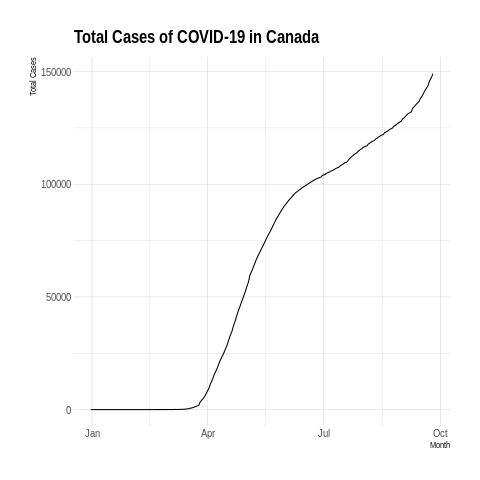 Total Cases of COVID-19 in Canada
Total Cases
150000
100000
50000
0
Jan Apr Jul Oct
Month